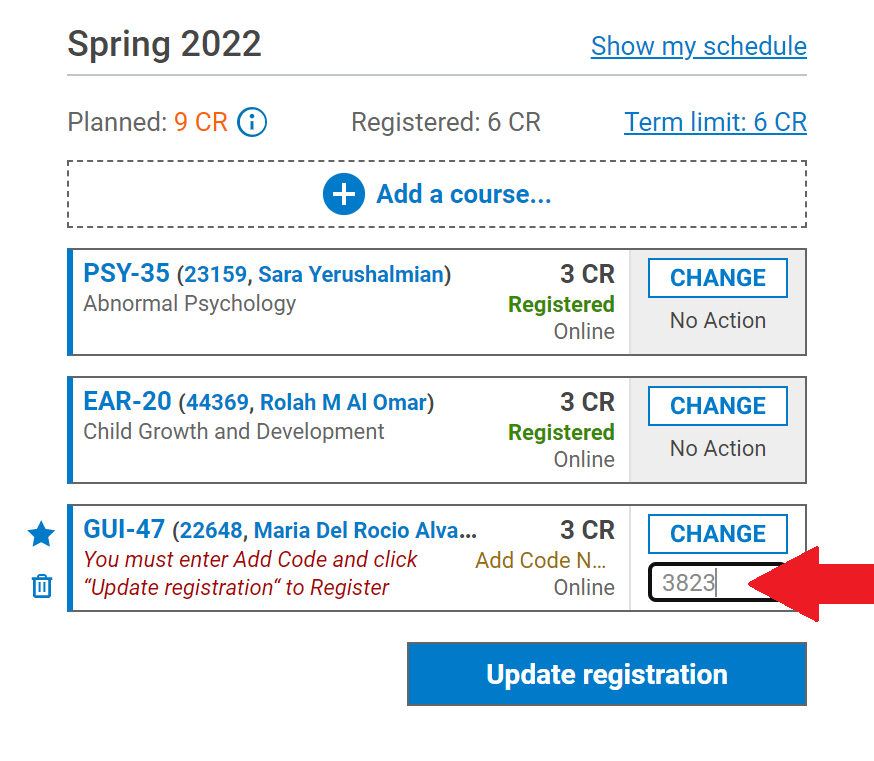 Spring 2022
Show my schedule
Planned: 9 CR
Registered: 6 CR
Term limit: 6 CR
Add a course...
PSY-35 (23159, Sara Yerushalmian)
3 CR
Abnormal Psychology
Registered
Online
CHANGE
No Action
EAR-20 (44369, Rolah M Al Omar)
3 CR
Child Growth and Development
Registered
Online
CHANGE
No Action
GUI-47 (22648, Maria Del Rocio Alva...
3 CR
You must enter Add Code and click
“Update registration“ to Register
Add Code N...
Online
CHANGE
3823
Update registration